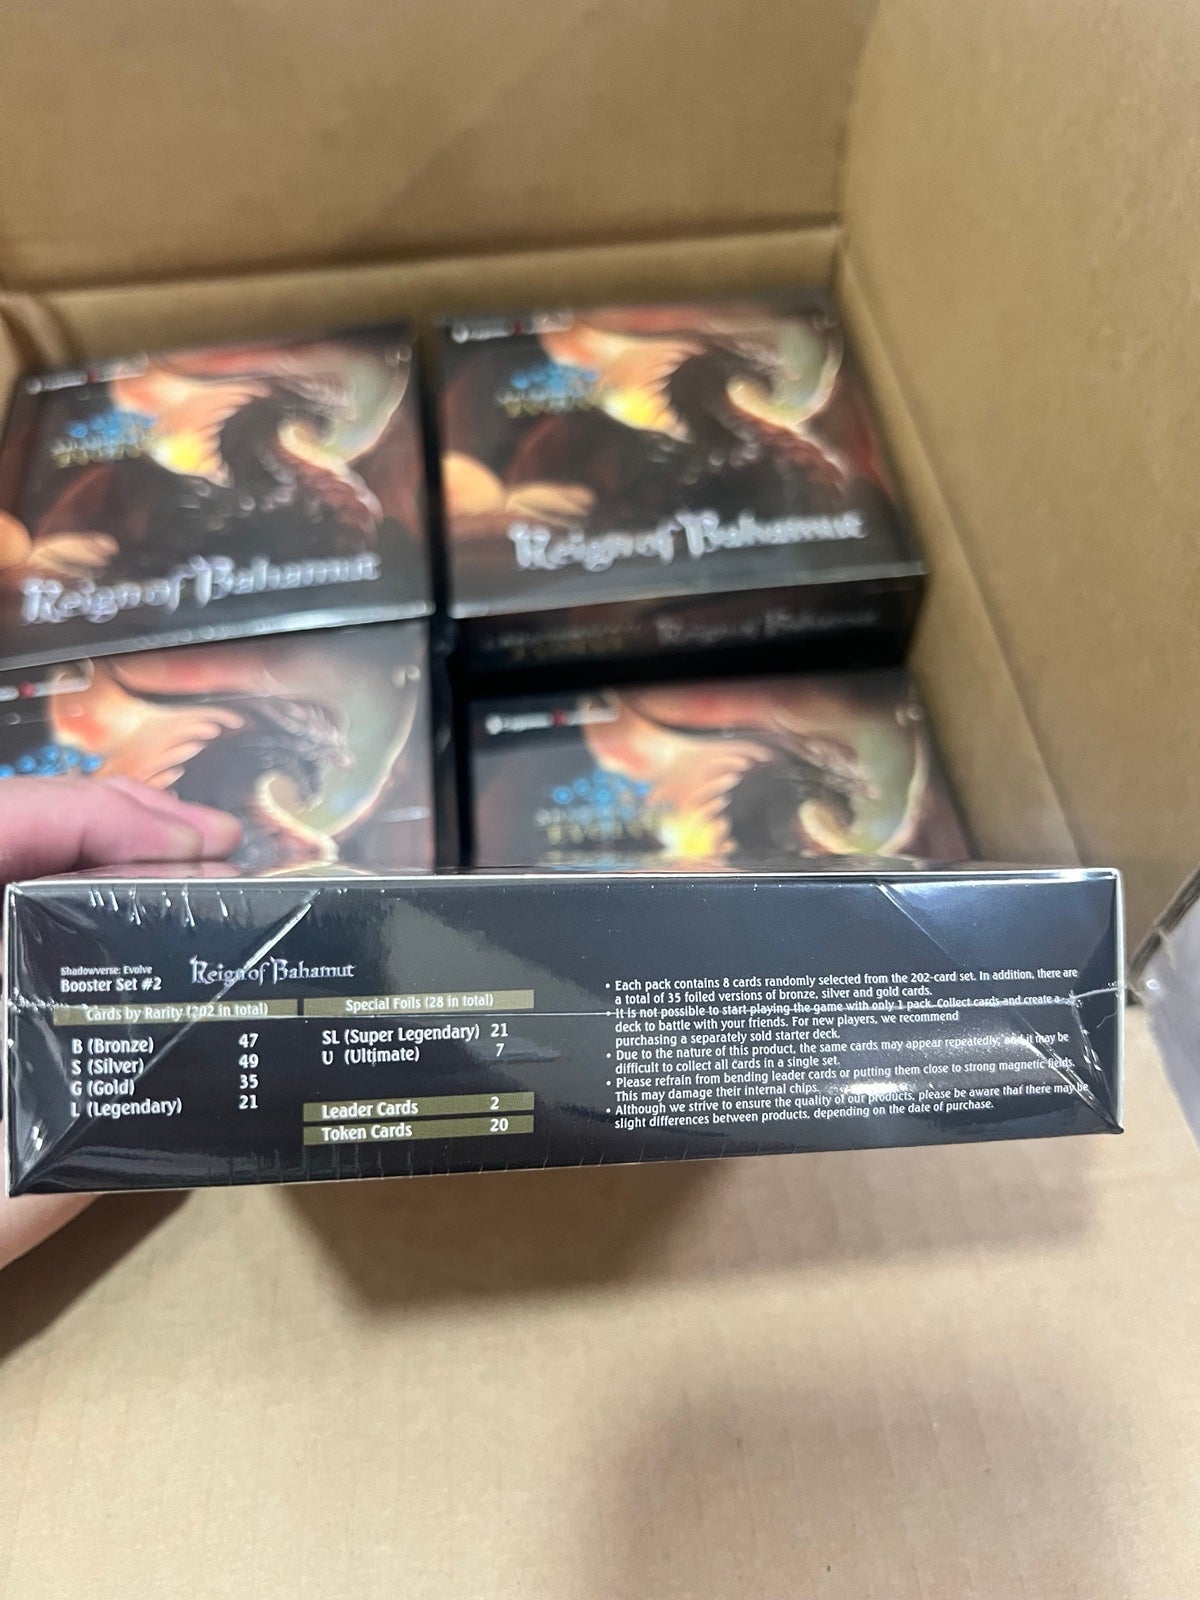 Reign of Bahamut
Reign of Bahamut
Reign of Bahamut
EVOLVE
Shadowverse: Evolve
Booster Set #2
Reign of Bahamut
Cards by Rarity (202 in total)
B (Bronze) 47
S (Silver) 49
G (Gold) 35
L (Legendary) 21
Special Foils (28 in total)
SL (Super Legendary) 21
U (Ultimate) 7
Leader Cards 2
Token Cards 20
• Each pack contains 8 cards randomly selected from the 202-card set. In addition, there are
a total of 35 foiled versions of bronze, silver and gold cards.
• It is not possible to start playing the game with only 1 pack. Collect cards and create a
deck to battle with your friends. For new players, we recommend
purchasing a separately sold starter deck.
• Due to the nature of this product, the same cards may appear repeatedly, and it may be
difficult to collect all cards in a single set.
• Please refrain from bending leader cards or putting them close to strong magnetic fields.
This may damage their internal chips.
• Although we strive to ensure the quality of our products, please be aware that there may be
slight differences between products, depending on the date of purchase.